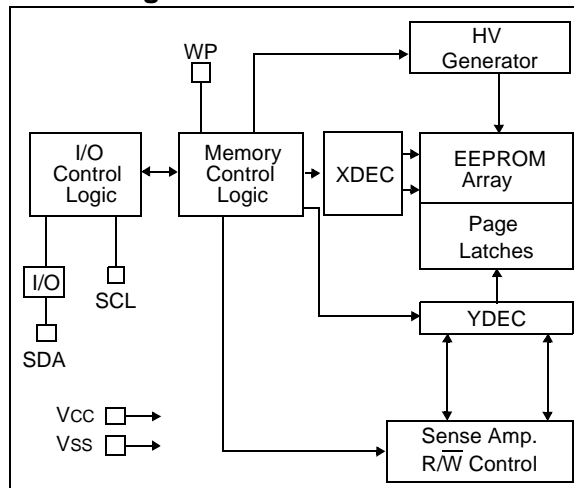 WP
HV
Generator
I/O
Control
Logic
Memory
Control
Logic
XDEC
EEPROM
Array
Page
Latches
I/O
SCL
SDA
YDEC
Vcc
Vss
Sense Amp.
R/W̅ Control